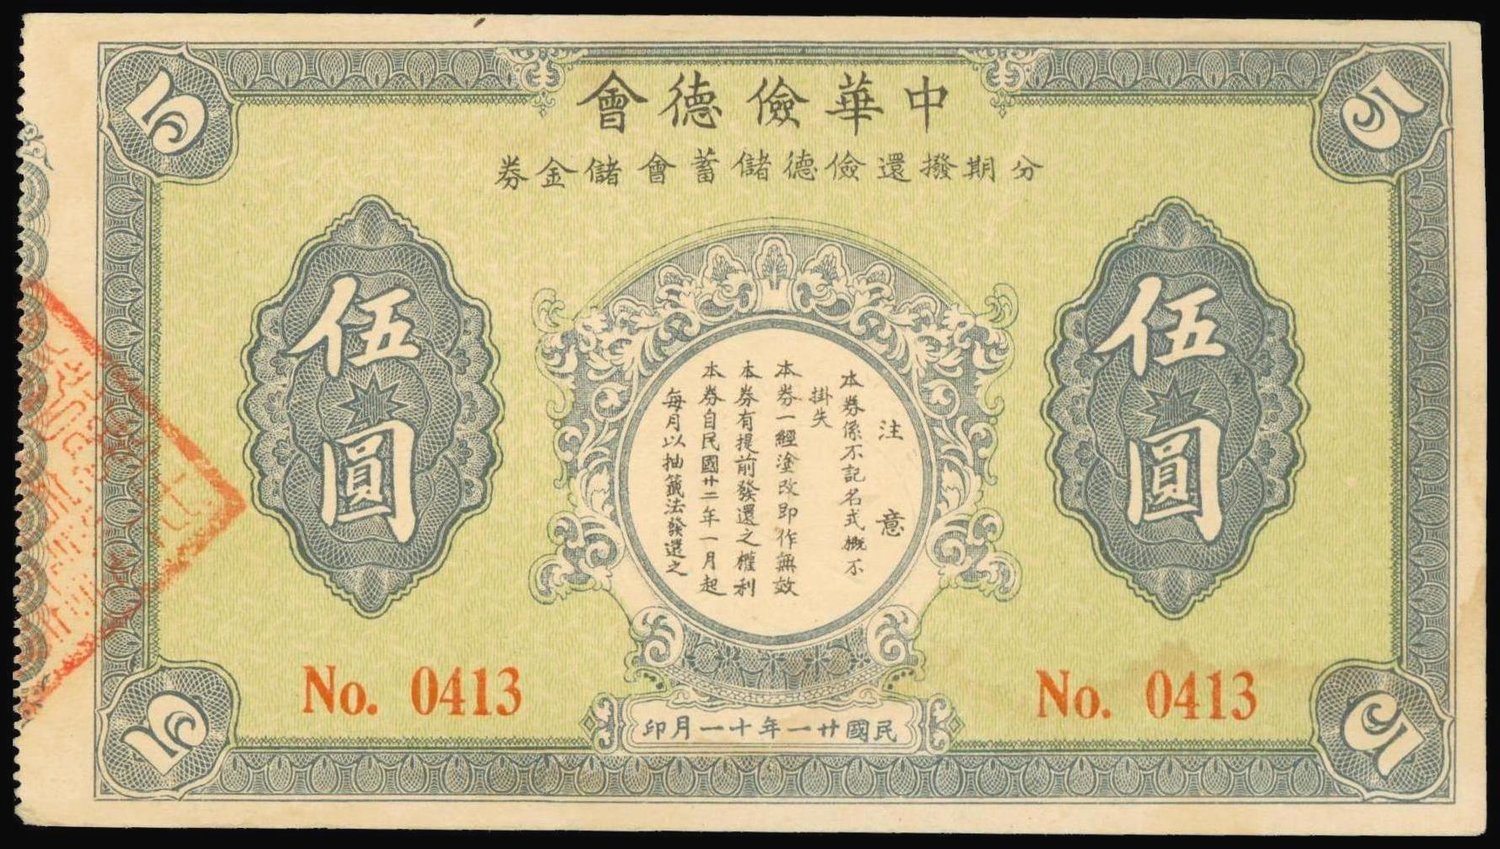 中華儉德會
分期撥還儉德儲蓄會儲金券
5
5
伍圓
伍圓
注意
本券係不記名式概不
掛失
本券一經塗改即作無效
本券有提前發還之權利
本券自民國廿二年一月起
每月以抽籤法發還之
No. 0413
No. 0413
民國廿一年十一月印
5
5